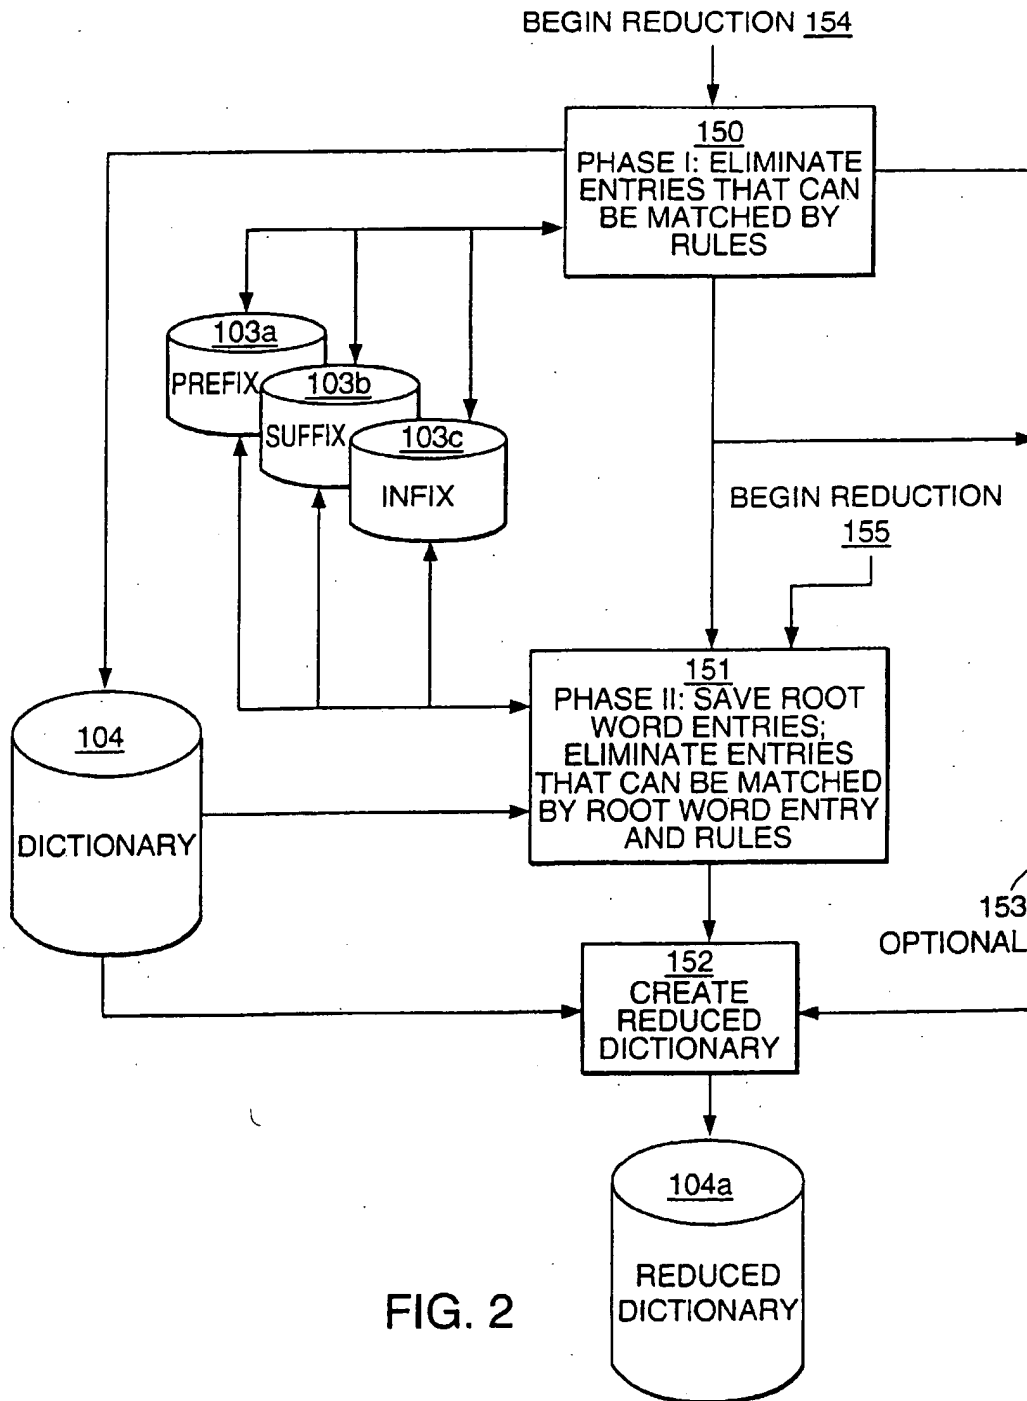 BEGIN REDUCTION 154
150
PHASE I: ELIMINATE
ENTRIES THAT CAN
BE MATCHED BY
RULES
103a
PREFIX
103b
SUFFIX
103c
INFIX
BEGIN REDUCTION
155
151
PHASE II: SAVE ROOT
WORD ENTRIES;
ELIMINATE ENTRIES
THAT CAN BE MATCHED
BY ROOT WORD ENTRY
AND RULES
104
DICTIONARY
153
OPTIONAL
152
CREATE
REDUCED
DICTIONARY
104a
REDUCED
DICTIONARY
FIG. 2